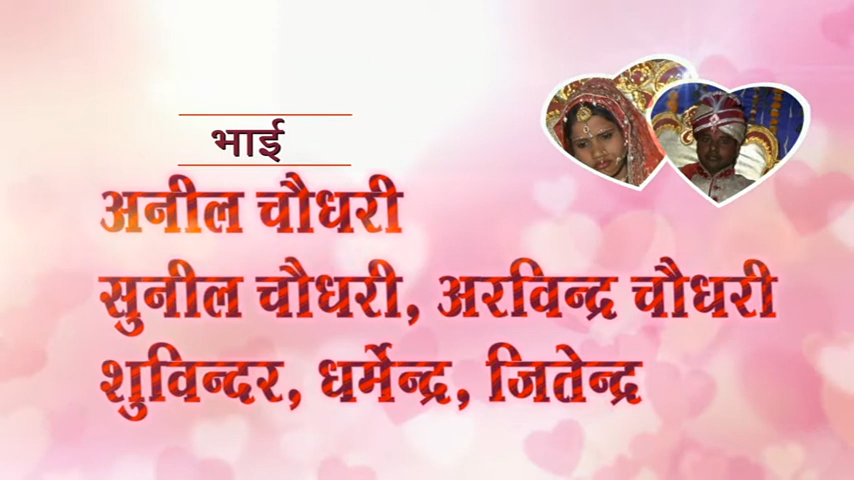 भाई
अनील चौधरी
सुनील चौधरी, अरविन्द्र चौधरी
शुविन्दर, धर्मेन्द्र, जितेन्द्र